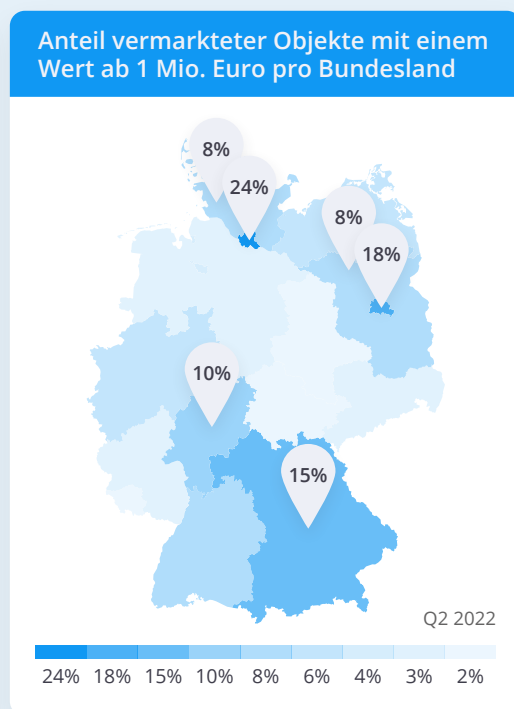 Anteil vermarkteter Objekte mit einem
Wert ab 1 Mio. Euro pro Bundesland
8%
24%
8%
18%
10%
15%
Q2 2022
24% 18% 15% 10% 8% 6% 4% 3% 2%